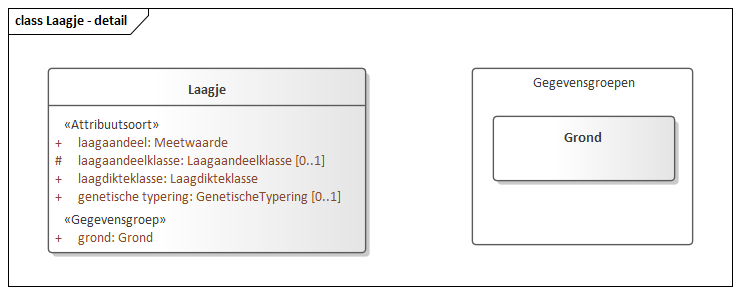 class Laagje - detail
Laagje
«Attribuutsoort»
+ laagaandeel: Meetwaarde
# laagaandeelklasse: Laagaandeelklasse [0..1]
+ laagdikteklasse: Laagdikteklasse
+ genetische typering: GenetischeTypering [0..1]
«Gegevensgroep»
+ grond: Grond
Gegevensgroepen
Grond